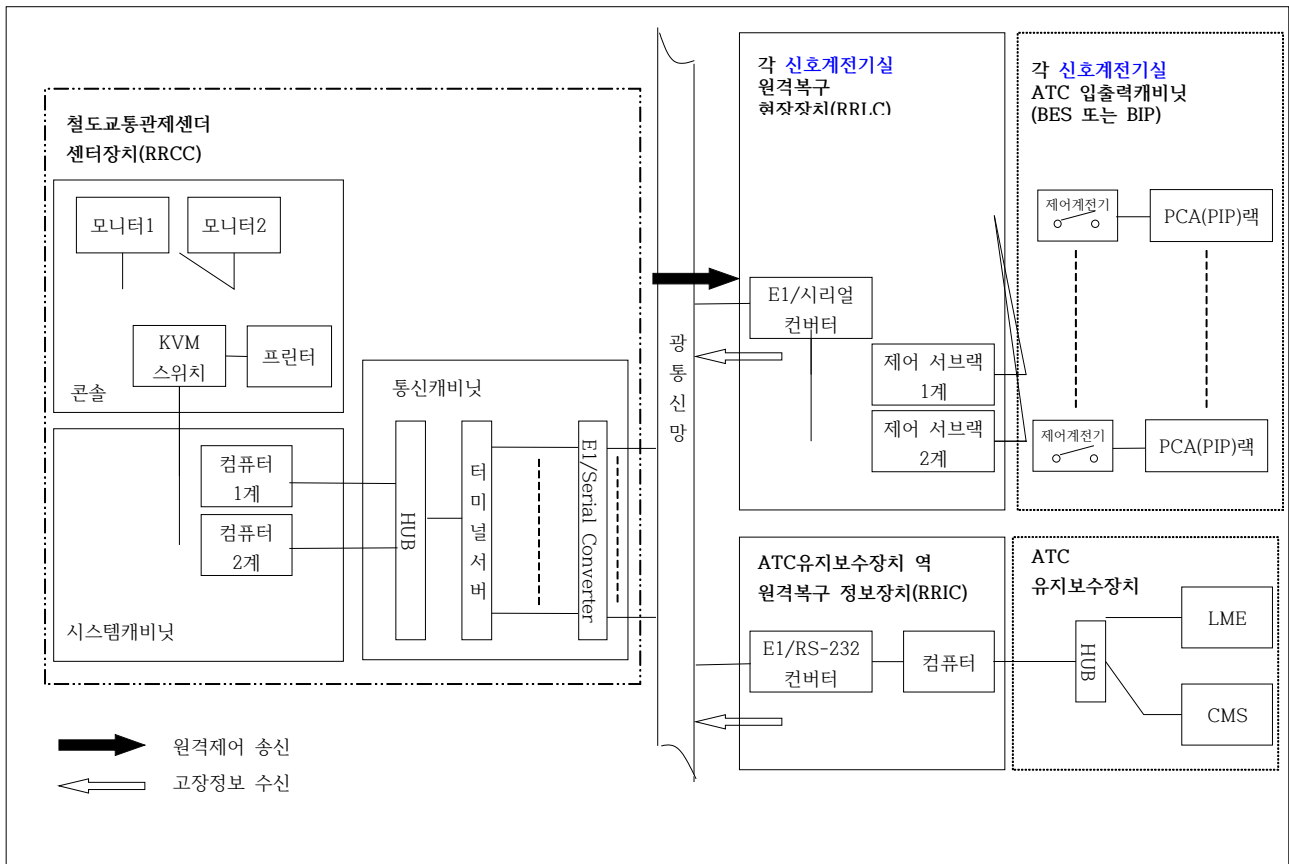 철도교통관제센터
센터장치(RRCC)
모니터1
모니터2
KVM
스위치
프린터
콘솔
통신캐비닛
컴퓨터
1계
컴퓨터
2계
시스템캐비닛
HUB
터미널서버
E1/Serial Converter
광통신망
각 신호계전기실
원격복구
현장장치(RRLC)
E1/시리얼
컨버터
제어 서브랙
1계
제어 서브랙
2계
각 신호계전기실
ATC 입출력캐비닛
(BES 또는 BIP)
제어계전기
PCA(PIP)랙
제어계전기
PCA(PIP)랙
ATC유지보수장치 역
원격복구 정보장치(RRIC)
E1/RS-232
컨버터
컴퓨터
ATC
유지보수장치
HUB
LME
CMS
원격제어 송신
고장정보 수신